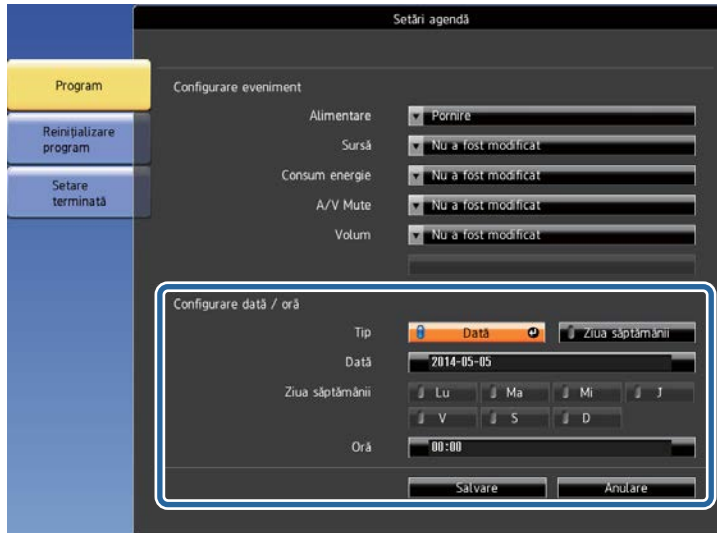 Setări agendă
Program
Reinițializare
program
Setare
terminată
Configurare eveniment
Alimentare Pornire
Sursă Nu a fost modificat
Consum energie Nu a fost modificat
A/V Mute Nu a fost modificat
Volum Nu a fost modificat
Configurare dată / oră
Tip Dată Ziua săptămânii
Dată 2014-05-05
Ziua săptămânii Lu Ma Mi J
V S D
Oră 00:00
Salvare Anulare